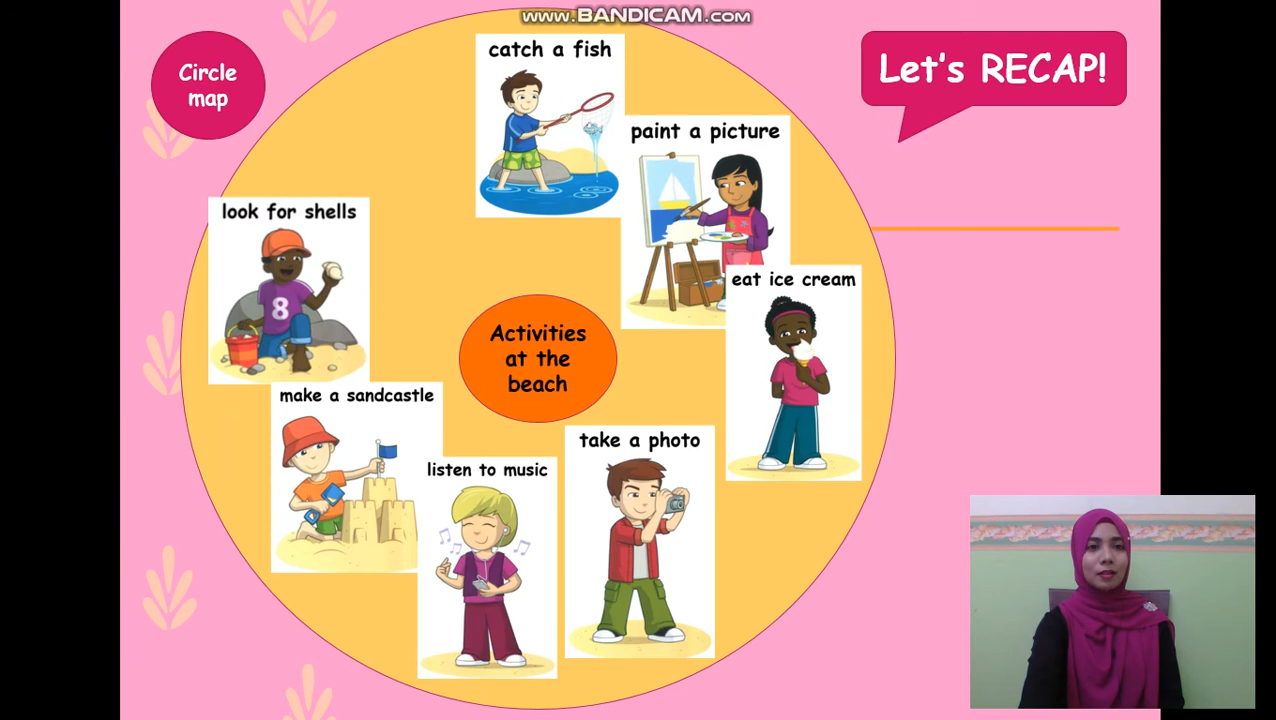 www.BANDICAM.com
Circle
map
Let's RECAP!
catch a fish
paint a picture
look for shells
8
eat ice cream
Activities
at the
beach
make a sandcastle
take a photo
listen to music